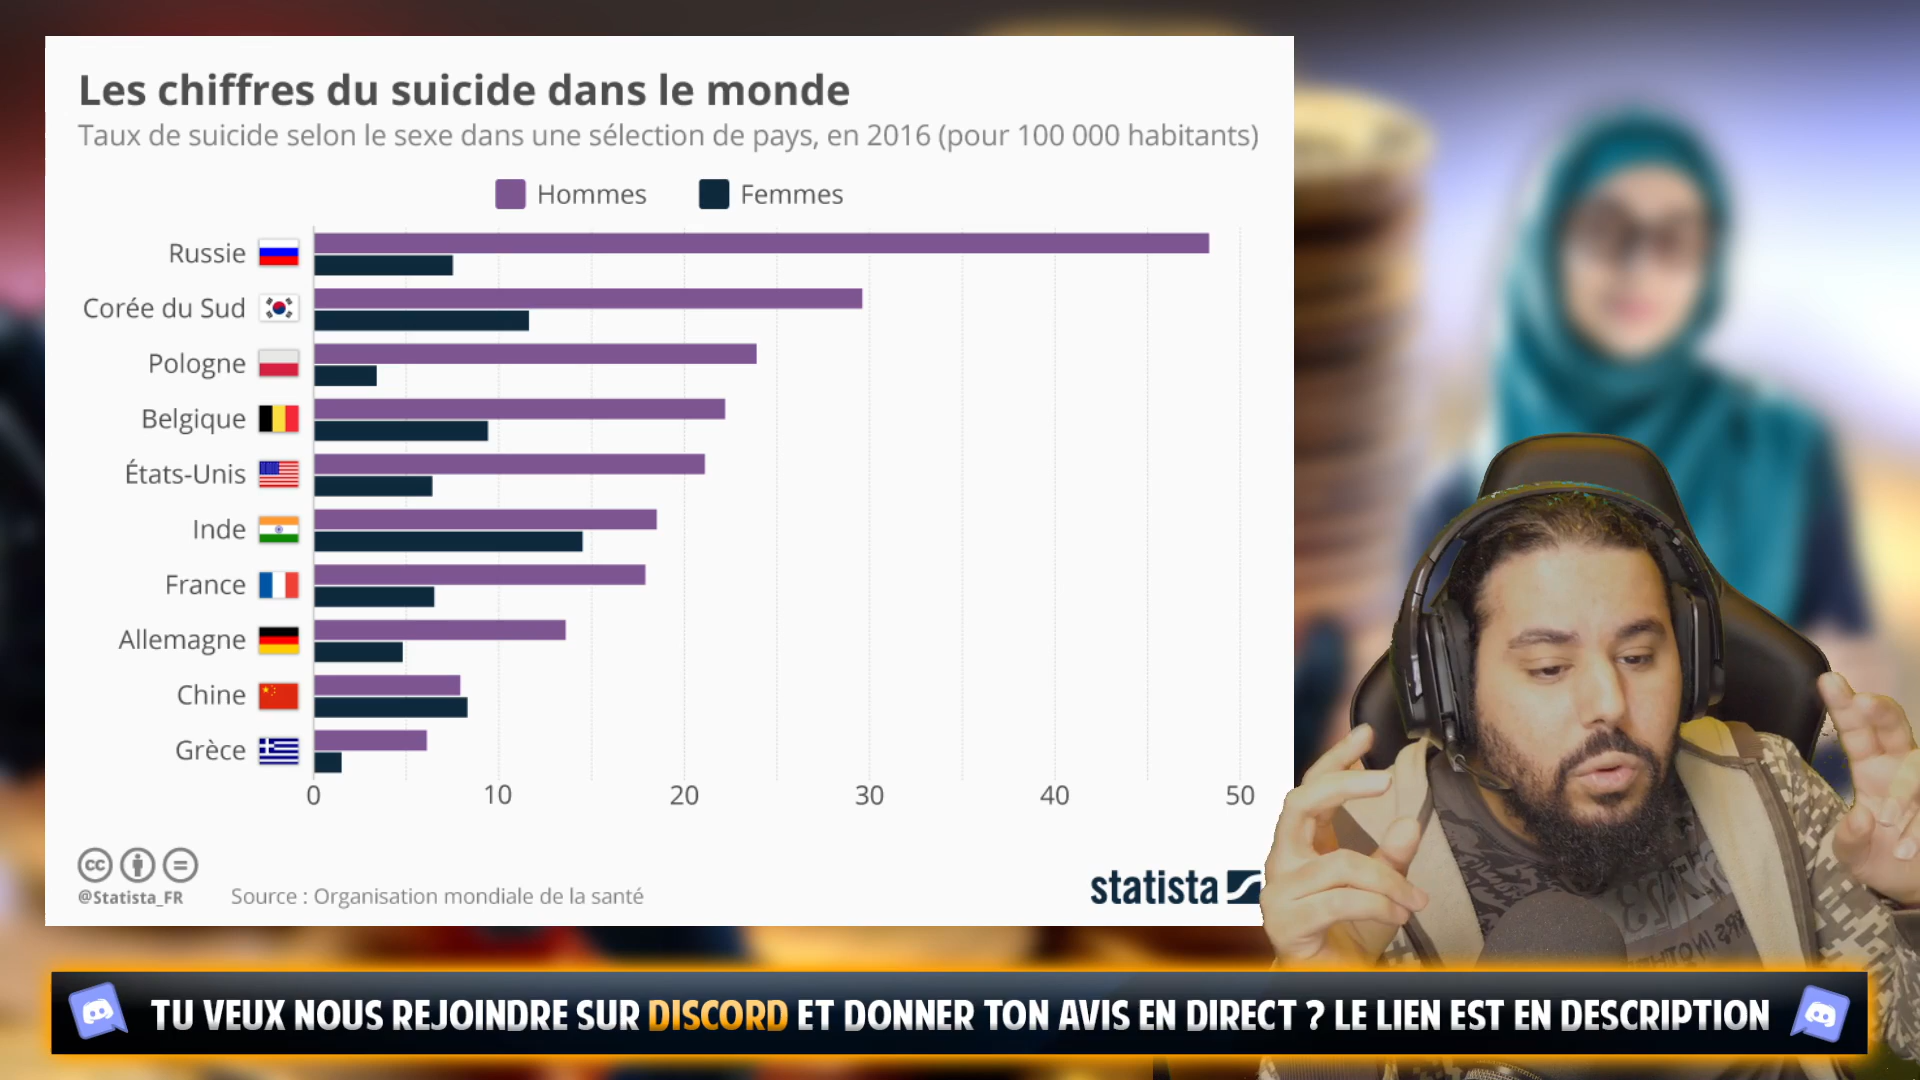 Les chiffres du suicide dans le monde
Taux de suicide selon le sexe dans une sélection de pays, en 2016 (pour 100 000 habitants)
Hommes Femmes
Russie
Corée du Sud
Pologne
Belgique
États-Unis
Inde
France
Allemagne
Chine
Grèce
0 10 20 30 40 50
cc
@Statista_FR
Source : Organisation mondiale de la santé
statista
TU VEUX NOUS REJOINDRE SUR DISCORD ET DONNER TON AVIS EN DIRECT ? LE LIEN EST EN DESCRIPTION